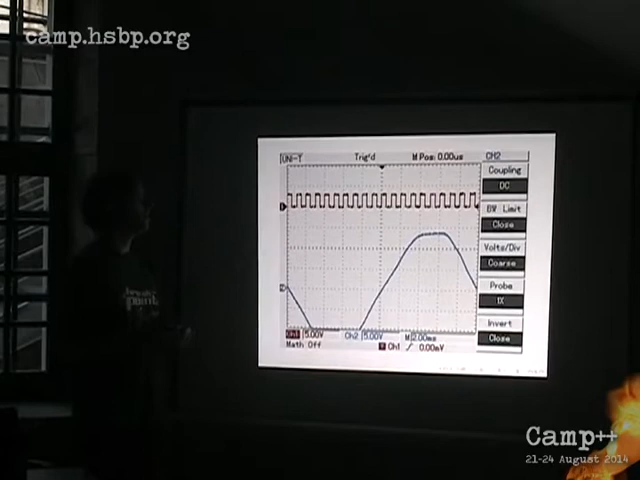 camp.hsbp.org
UNI-T Trig'd M Pos: 0.00us CH2
Coupling
DC
BW Limit
Close
Volts/Div
Coarse
Probe
1X
Invert
Close
CH1 5.00V Ch2 5.00V M 2.00ms
Math Off Ch1 0.00mV
point
Camp++
21-24 August 2014